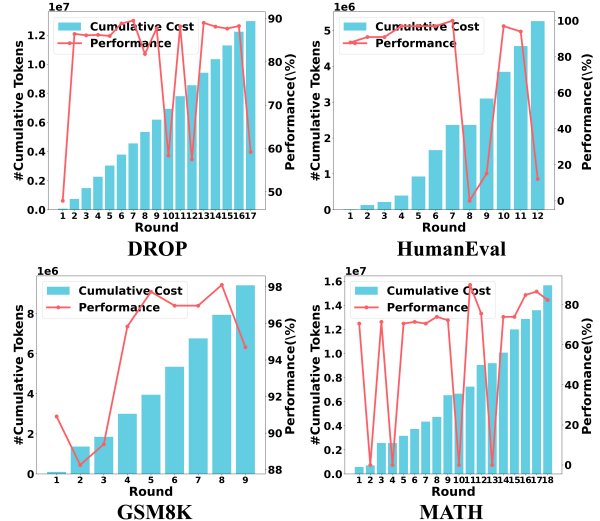 1e7
Cumulative Cost
Performance
#Cumulative Tokens
1.2
1.0
0.8
0.6
0.4
0.2
0.0
90
80
70
60
50
Performance(\%)
1 2 3 4 5 6 7 8 9 10 11 12 13 14 15 16 17
Round
DROP
1e6
Cumulative Cost
Performance
#Cumulative Tokens
5
4
3
2
1
0
100
80
60
40
20
0
Performance(\%)
1 2 3 4 5 6 7 8 9 10 11 12
Round
HumanEval
1e6
Cumulative Cost
Performance
#Cumulative Tokens
8
6
4
2
0
98
96
94
92
90
88
Performance(\%)
1 2 3 4 5 6 7 8 9
Round
GSM8K
1e7
Cumulative Cost
Performance
#Cumulative Tokens
1.6
1.4
1.2
1.0
0.8
0.6
0.4
0.2
0.0
80
60
40
20
0
Performance(\%)
1 2 3 4 5 6 7 8 9 10 11 12 13 14 15 16 17 18
Round
MATH